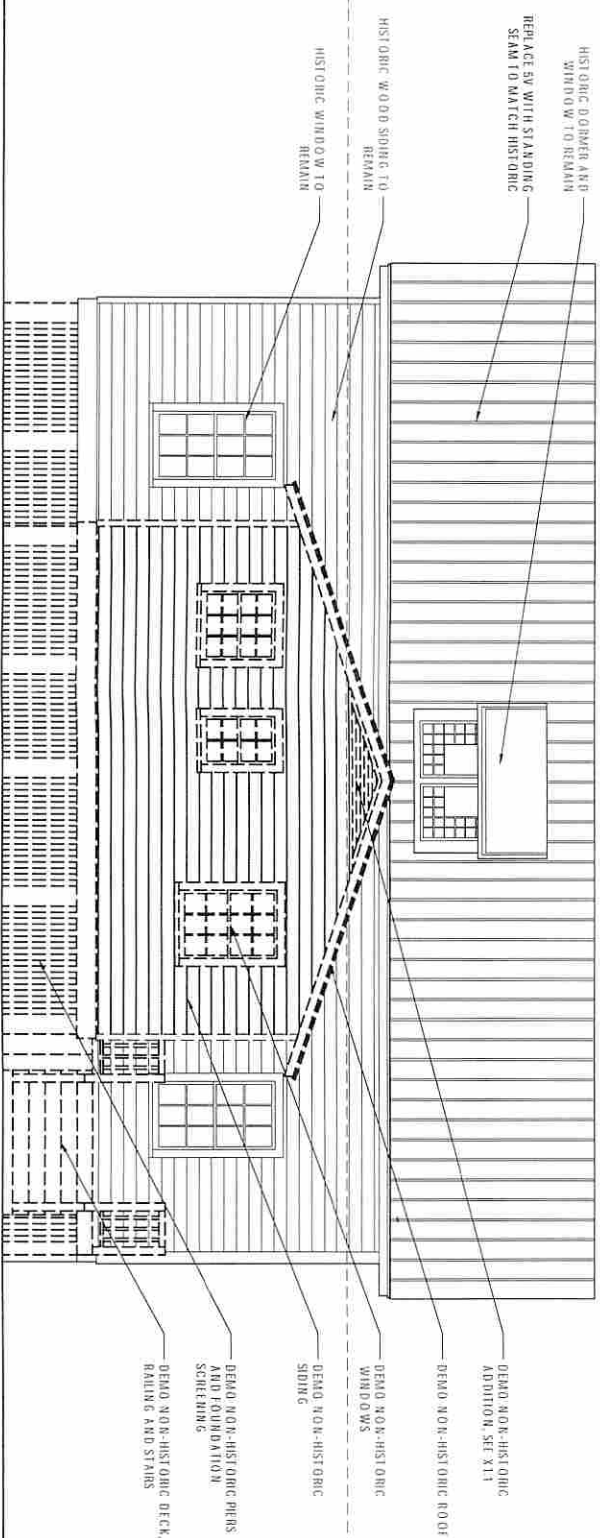 HISTORIC DORMER AND
WINDOW TO REMAIN
REPLACE 5V WITH STANDING
SEAM TO MATCH HISTORIC
HISTORIC WOOD SIDING TO
REMAIN
HISTORIC WINDOW TO
REMAIN
DEMO NON-HISTORIC
ADDITION, SEE X1.1
DEMO NON-HISTORIC ROOF
DEMO NON-HISTORIC
WINDOWS
DEMO NON-HISTORIC
SIDING
DEMO NON-HISTORIC PIERS
AND FOUNDATION
SCREENING
DEMO NON-HISTORIC DECK,
RAILING AND STAIRS